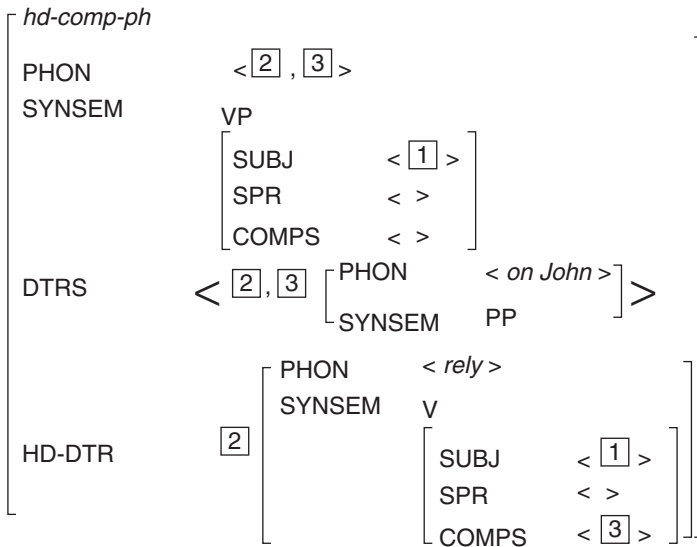 hd-comp-ph
PHON < 2 , 3 >
SYNSEM VP
SUBJ < 1 >
SPR < >
COMPS < >
DTRS < 2 , 3 PHON < on John > >
SYNSEM PP
PHON < rely >
SYNSEM V
HD-DTR 2 SUBJ < 1 >
SPR < >
COMPS < 3 >